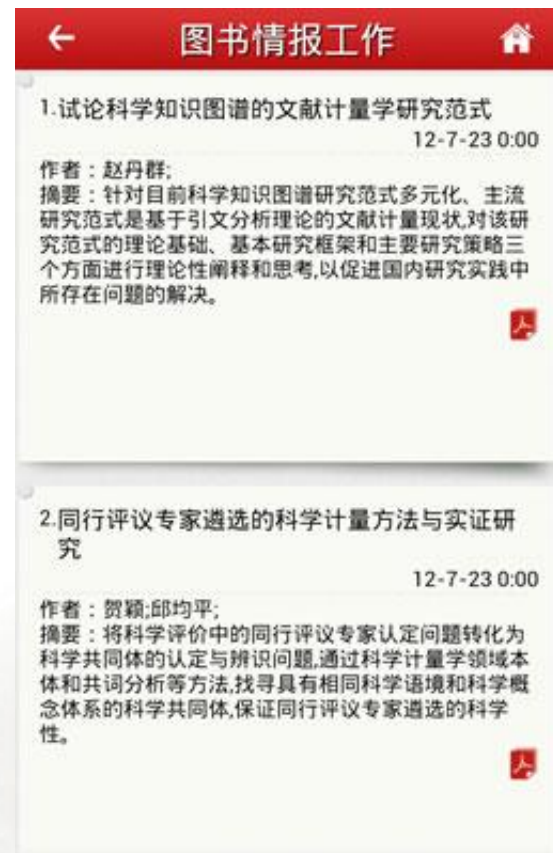 图书情报工作
1.试论科学知识图谱的文献计量学研究范式
12-7-23 0:00
作者：赵丹群;
摘要：针对目前科学知识图谱研究范式多元化、主流
研究范式是基于引文分析理论的文献计量现状,对该研
究范式的理论基础、基本研究框架和主要研究策略三
个方面进行理论性阐释和思考,以促进国内研究实践中
所存在问题的解决。
2.同行评议专家遴选的科学计量方法与实证研
究
12-7-23 0:00
作者：贺颖;邱均平;
摘要：将科学评价中的同行评议专家认定问题转化为
科学共同体的认定与辨识问题,通过科学计量学领域本
体和共词分析等方法,找寻具有相同科学语境和科学概
念体系的科学共同体,保证同行评议专家遴选的科学
性。